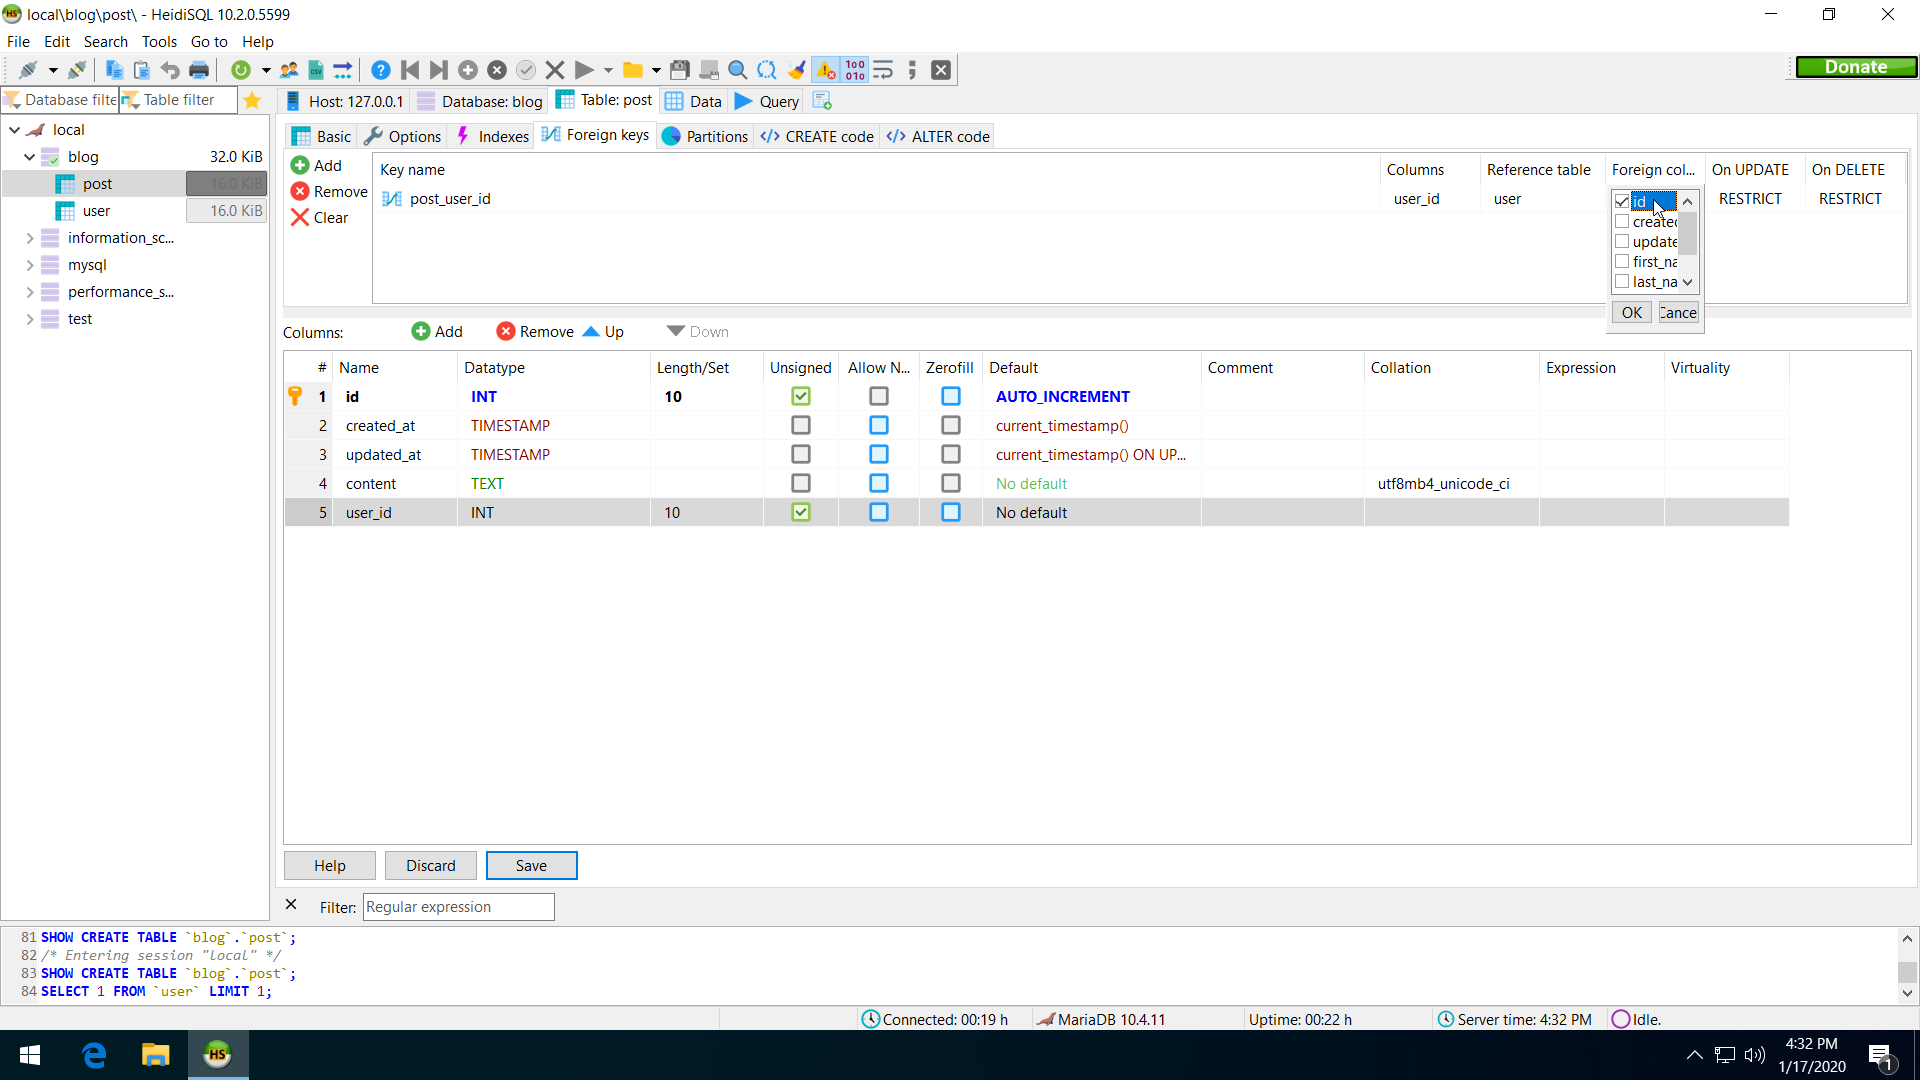 local\blog\post\ - HeidiSQL 10.2.0.5599
File Edit Search Tools Go to Help
Donate
Database filte Table filter
Host: 127.0.0.1 Database: blog Table: post Data Query
local
blog 32.0 KiB
post 16.0 KiB
user 16.0 KiB
information_sc...
mysql
performance_s...
test
Basic Options Indexes Foreign keys Partitions CREATE code ALTER code
Add
Remove
Clear
Key name Columns Reference table Foreign col... On UPDATE On DELETE
post_user_id user_id user RESTRICT RESTRICT
id
created
update
first_na
last_na
OK Cance
Columns: Add Remove Up Down
# Name Datatype Length/Set Unsigned Allow N... Zerofill Default Comment Collation Expression Virtuality
1 id INT 10 AUTO_INCREMENT
2 created_at TIMESTAMP current_timestamp()
3 updated_at TIMESTAMP current_timestamp() ON UP...
4 content TEXT No default utf8mb4_unicode_ci
5 user_id INT 10 No default
Help Discard Save
Filter: Regular expression
81 SHOW CREATE TABLE `blog`.`post`;
82 /* Entering session "local" */
83 SHOW CREATE TABLE `blog`.`post`;
84 SELECT 1 FROM `user` LIMIT 1;
Connected: 00:19 h MariaDB 10.4.11 Uptime: 00:22 h Server time: 4:32 PM Idle.
HS
4:32 PM
1/17/2020
1